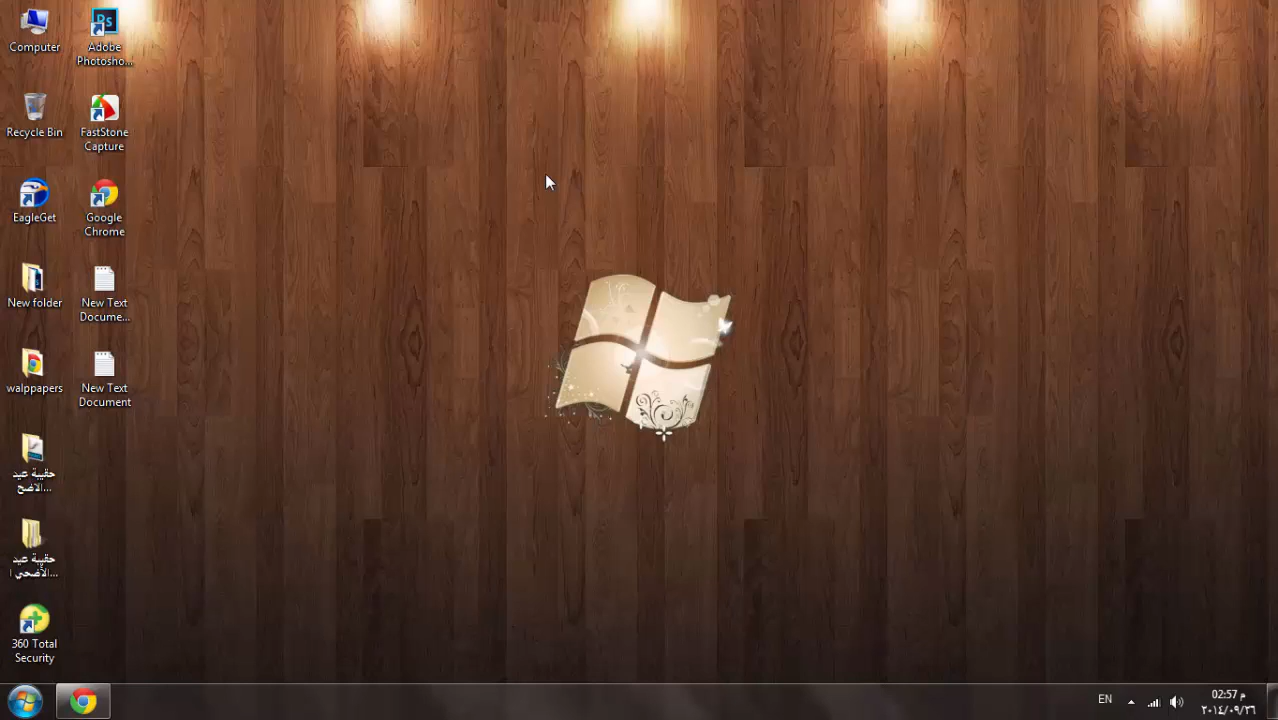 Computer
Adobe
Photosho...
Recycle Bin
FastStone
Capture
EagleGet
Google
Chrome
New folder
New Text
Docume...
walppapers
New Text
Document
حقيبة عيد
الاضح...
حقيبة عيد
الأضحي ا...
360 Total
Security
Ps
EN
02:57 م
٢٠١٤/٠٩/٢٦